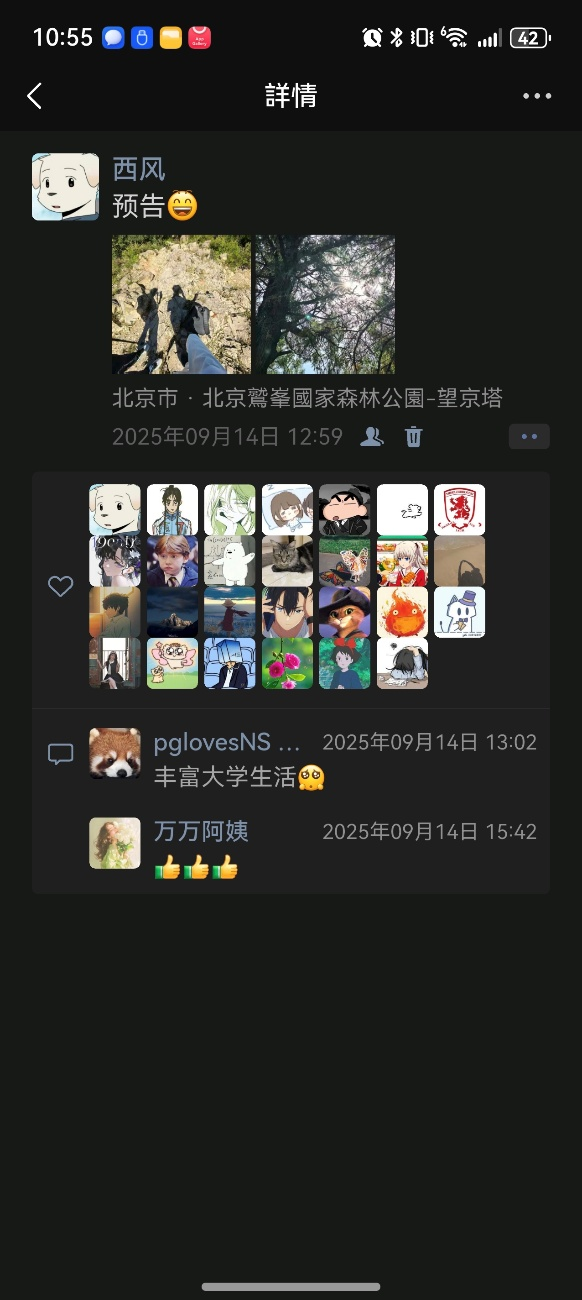 10:55
6
42
詳情
西风
预告😄
北京市 · 北京鷲峯國家森林公園-望京塔
2025年09月14日 12:59
pglovesNS ... 2025年09月14日 13:02
丰富大学生活🥺
万万阿姨 2025年09月14日 15:42
👍👍👍